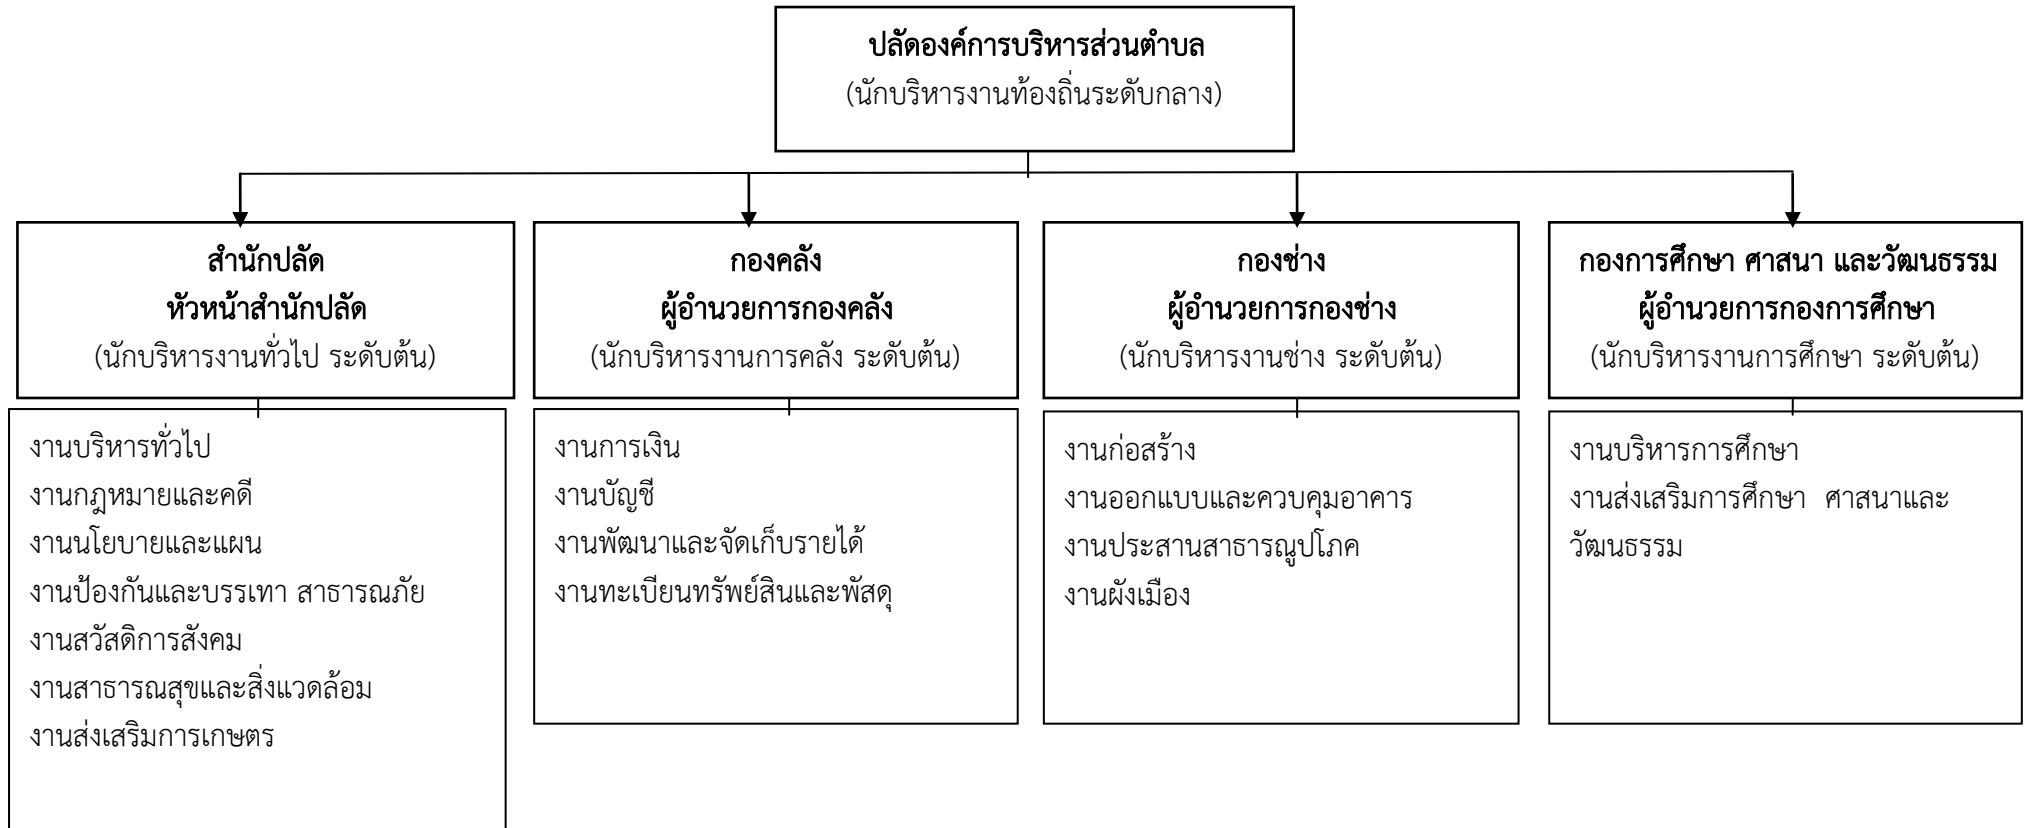 ปลัดองค์การบริหารส่วนตำบล
(นักบริหารงานท้องถิ่นระดับกลาง)
สำนักปลัด
หัวหน้าสำนักปลัด
(นักบริหารงานทั่วไป ระดับต้น)
กองคลัง
ผู้อำนวยการกองคลัง
(นักบริหารงานการคลัง ระดับต้น)
กองช่าง
ผู้อำนวยการกองช่าง
(นักบริหารงานช่าง ระดับต้น)
กองการศึกษา ศาสนา และวัฒนธรรม
ผู้อำนวยการกองการศึกษา
(นักบริหารงานการศึกษา ระดับต้น)
งานบริหารทั่วไป
งานกฎหมายและคดี
งานนโยบายและแผน
งานป้องกันและบรรเทา สาธารณภัย
งานสวัสดิการสังคม
งานสาธารณสุขและสิ่งแวดล้อม
งานส่งเสริมการเกษตร
งานการเงิน
งานบัญชี
งานพัฒนาและจัดเก็บรายได้
งานทะเบียนทรัพย์สินและพัสดุ
งานก่อสร้าง
งานออกแบบและควบคุมอาคาร
งานประสานสาธารณูปโภค
งานผังเมือง
งานบริหารการศึกษา
งานส่งเสริมการศึกษา  ศาสนาและ
วัฒนธรรม